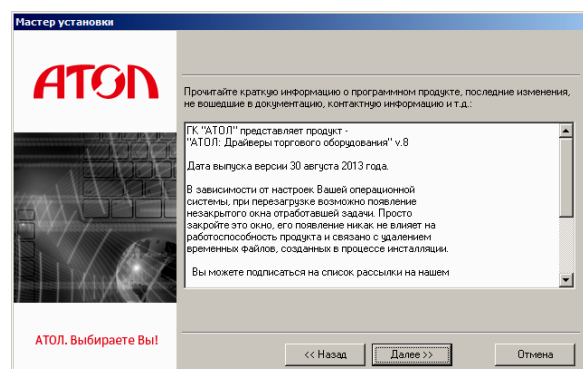 Мастер установки
АТОЛ
Прочитайте краткую информацию о программном продукте, последние изменения,
не вошедшие в документацию, контактную информацию и т.д.:
ГК "АТОЛ" представляет продукт -
"АТОЛ: Драйверы торгового оборудования" v.8
Дата выпуска версии 30 августа 2013 года.
В зависимости от настроек Вашей операционной
системы, при перезагрузке возможно появление
незакрытого окна отработавшей задачи. Просто
закройте это окно, его появление никак не влияет на
работоспособность продукта и связано с удалением
временных файлов, созданных в процессе инсталляции.
Вы можете подписаться на список рассылки на нашем
АТОЛ. Выбираете Вы!
<< Назад
Далее >>
Отмена